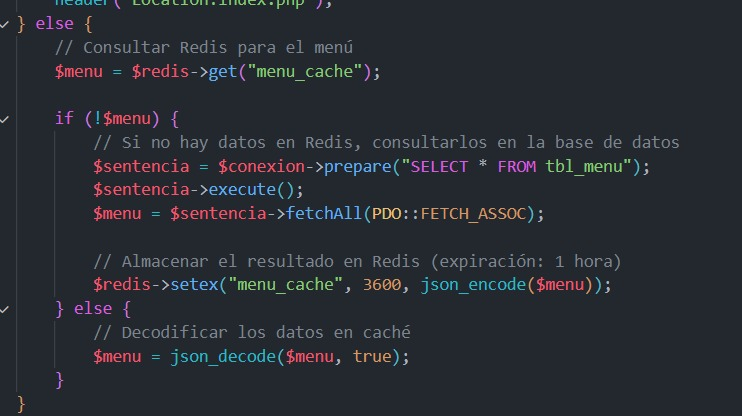 header("Location:index.php");
} else {
// Consultar Redis para el menú
$menu = $redis->get("menu_cache");
if (!$menu) {
// Si no hay datos en Redis, consultarlos en la base de datos
$sentencia = $conexion->prepare("SELECT * FROM tbl_menu");
$sentencia->execute();
$menu = $sentencia->fetchAll(PDO::FETCH_ASSOC);
// Almacenar el resultado en Redis (expiración: 1 hora)
$redis->setex("menu_cache", 3600, json_encode($menu));
} else {
// Decodificar los datos en caché
$menu = json_decode($menu, true);
}
}